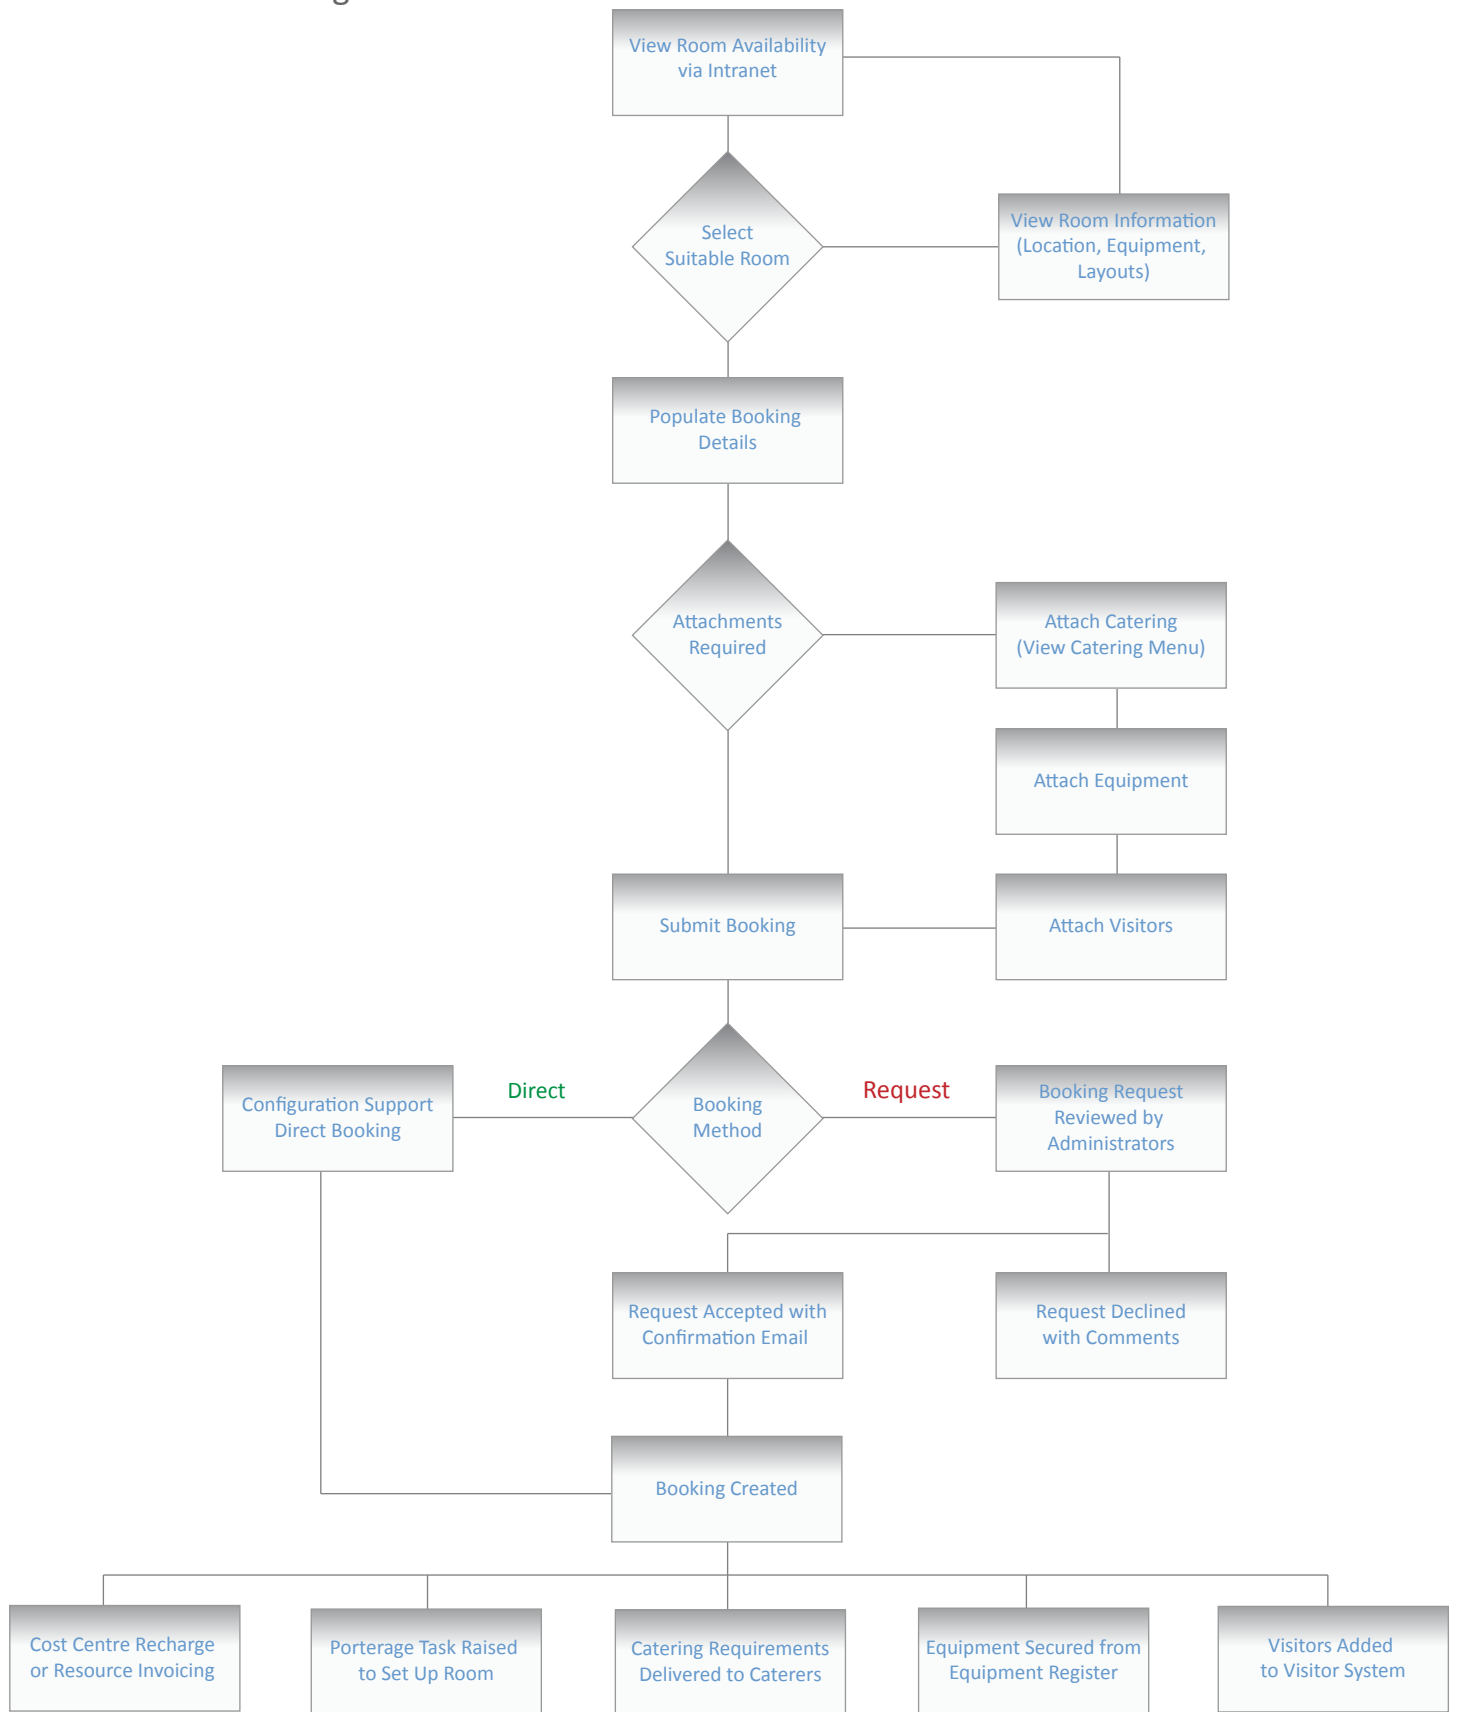 View Room Availability
via Intranet
Select
Suitable Room
View Room Information
(Location, Equipment,
Layouts)
Populate Booking
Details
Attachments
Required
Attach Catering
(View Catering Menu)
Attach Equipment
Submit Booking
Attach Visitors
Configuration Support
Direct Booking
Direct
Booking
Method
Request
Booking Request
Reviewed by
Administrators
Request Accepted with
Confirmation Email
Request Declined
with Comments
Booking Created
Cost Centre Recharge
or Resource Invoicing
Porterage Task Raised
to Set Up Room
Catering Requirements
Delivered to Caterers
Equipment Secured from
Equipment Register
Visitors Added
to Visitor System